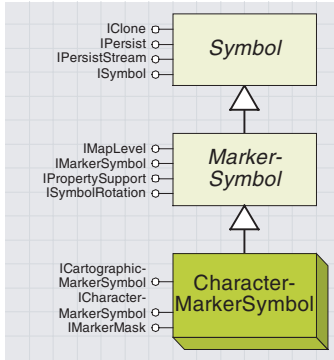 IClone
IPersist
IPersistStream
ISymbol
Symbol
IMapLevel
IMarkerSymbol
IPropertySupport
ISymbolRotation
Marker-
Symbol
ICartographic-
MarkerSymbol
ICharacter-
MarkerSymbol
IMarkerMask
Character-
MarkerSymbol